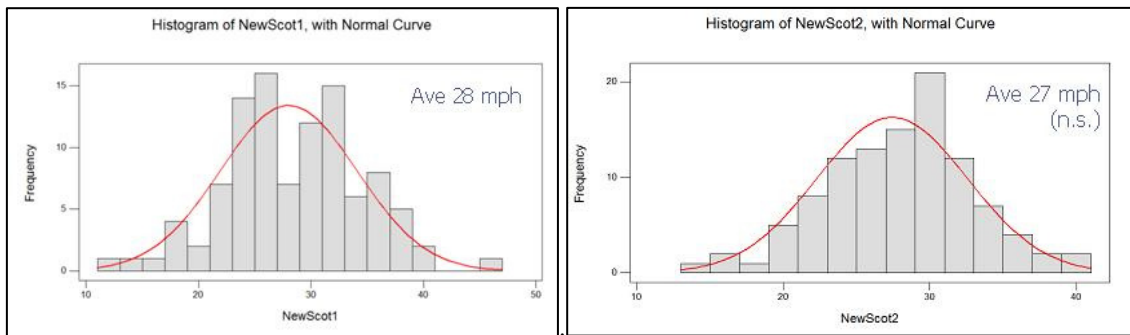 Histogram of NewScot1, with Normal Curve
Ave 28 mph
Frequency
15
10
5
0
10 20 30 40 50
NewScot1
Histogram of NewScot2, with Normal Curve
Ave 27 mph
(n.s.)
Frequency
20
10
0
10 20 30 40
NewScot2